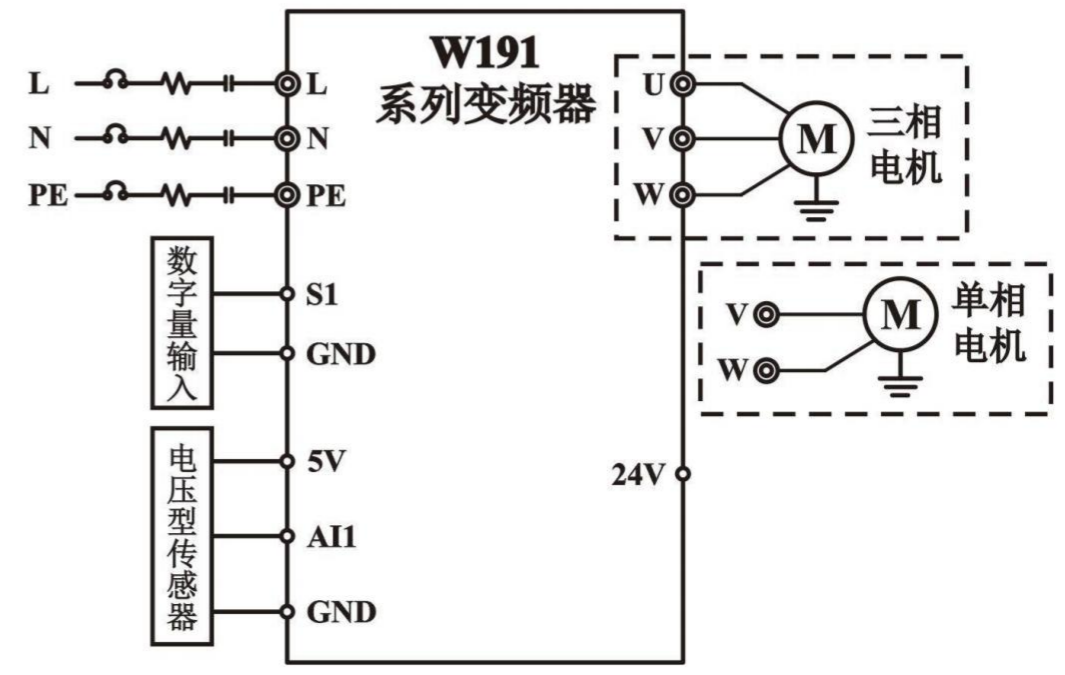 W191
系列变频器
L
L
N
N
PE
PE
U
V
W
M
三相
电机
数字量输入
S1
GND
V
W
M
单相
电机
电压型传感器
5V
AI1
GND
24V